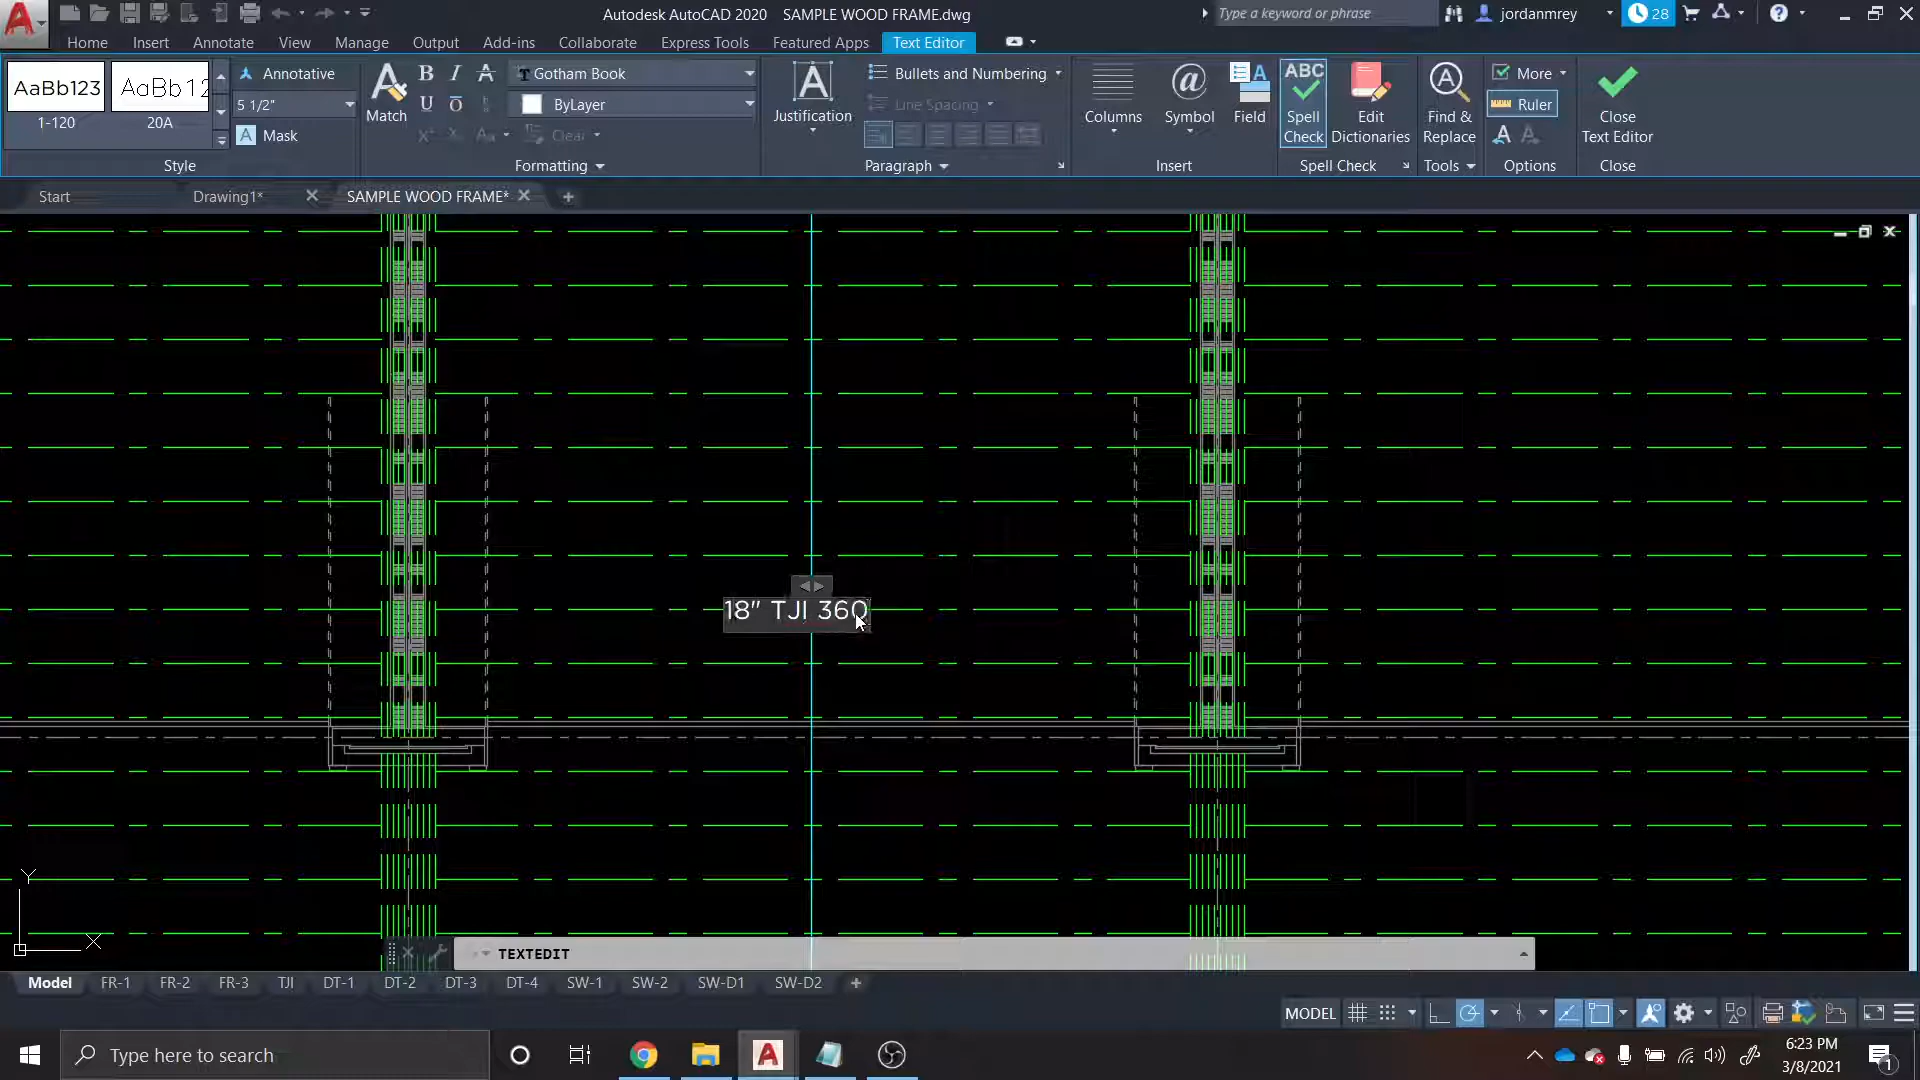 Autodesk AutoCAD 2020 SAMPLE WOOD FRAME.dwg
Type a keyword or phrase
jordanmrey
28
Home Insert Annotate View Manage Output Add-ins Collaborate Express Tools Featured Apps Text Editor
AaBb123
1-120
AaBb12
20A
Annotative
5 1/2"
A Mask
Style
Match
B I A
U O
Gotham Book
ByLayer
Aa
Clear
Formatting
Justification
Bullets and Numbering
Line Spacing
Paragraph
Columns
@
Symbol
Field
Insert
ABC
Spell Check
Edit Dictionaries
Spell Check
Find & Replace
Tools
More
Ruler
Options
Close Text Editor
Close
Start Drawing1* SAMPLE WOOD FRAME*
18" TJI 360
Y
X
TEXTEDIT
Model FR-1 FR-2 FR-3 TJI DT-1 DT-2 DT-3 DT-4 SW-1 SW-2 SW-D1 SW-D2
MODEL
Type here to search
6:23 PM
3/8/2021
1